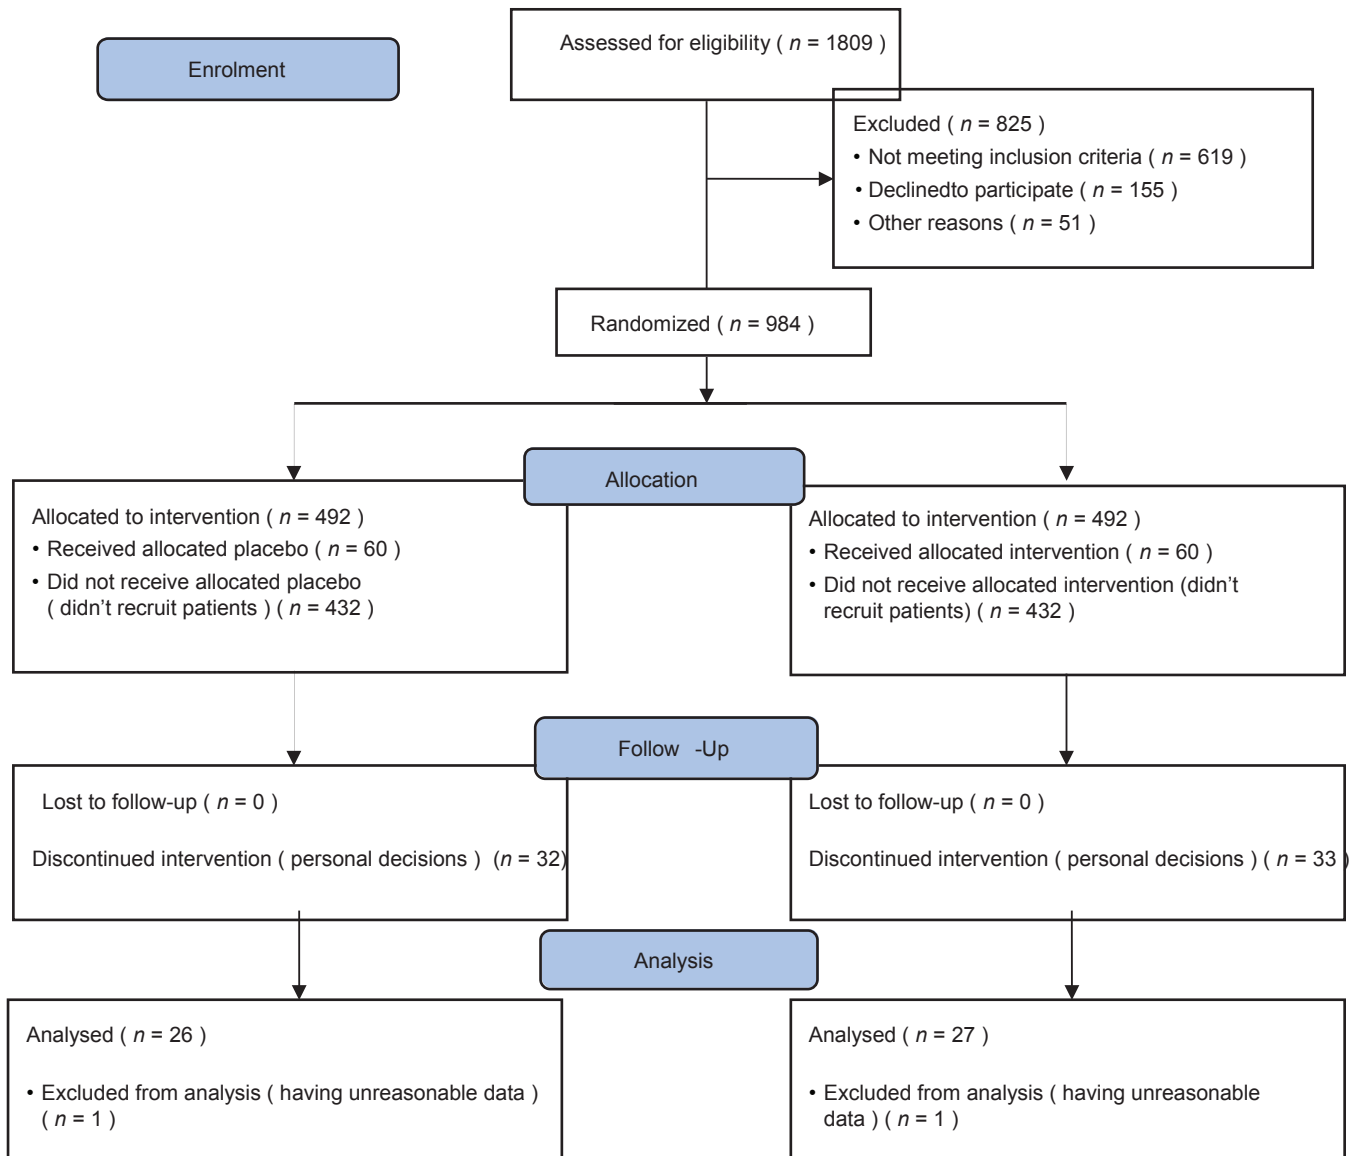 Enrolment
Assessed for eligibility ( n = 1809 )
Excluded ( n = 825 )
• Not meeting inclusion criteria ( n = 619 )
• Declinedto participate ( n = 155 )
• Other reasons ( n = 51 )
Randomized ( n = 984 )
Allocation
Allocated to intervention ( n = 492 )
• Received allocated placebo ( n = 60 )
• Did not receive allocated placebo
( didn't recruit patients ) ( n = 432 )
Allocated to intervention ( n = 492 )
• Received allocated intervention ( n = 60 )
• Did not receive allocated intervention (didn't
recruit patients) ( n = 432 )
Follow -Up
Lost to follow-up ( n = 0 )
Discontinued intervention ( personal decisions ) (n = 32)
Lost to follow-up ( n = 0 )
Discontinued intervention ( personal decisions ) ( n = 33 )
Analysis
Analysed ( n = 26 )
• Excluded from analysis ( having unreasonable data )
( n = 1 )
Analysed ( n = 27 )
• Excluded from analysis ( having unreasonable
data ) ( n = 1 )